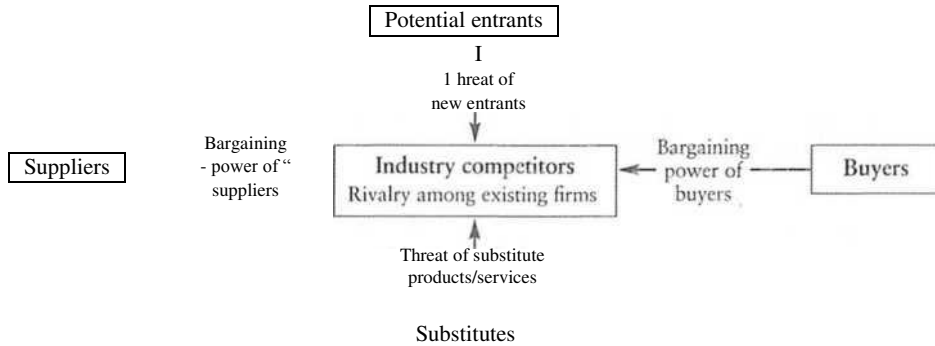 Potential entrants
I
1 hreat of
new entrants
Bargaining
- power of “
suppliers
Suppliers
Industry competitors
Rivalry among existing firms
Bargaining
power of
buyers
Buyers
Threat of substitute
products/services
Substitutes